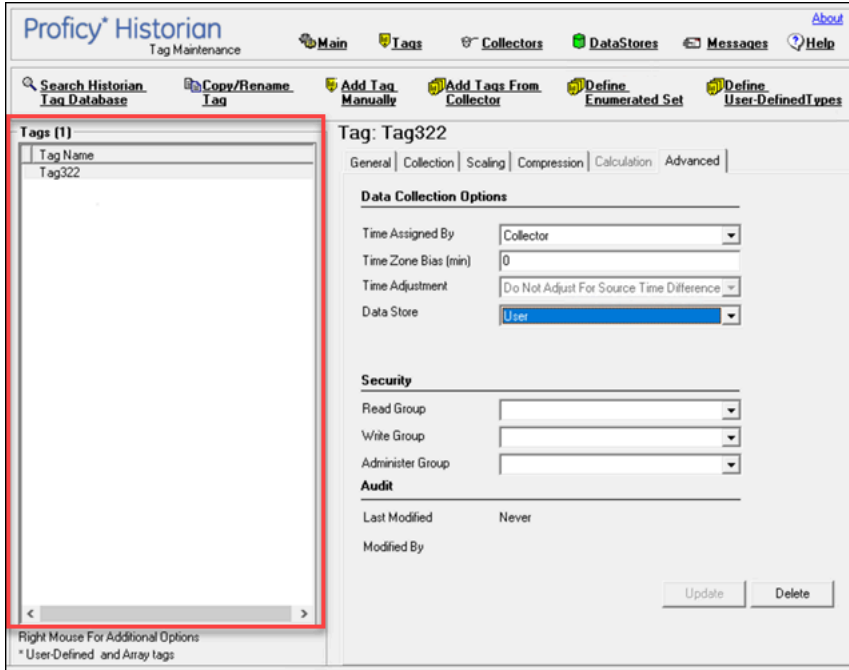 Proficy* Historian
Tag Maintenance
Main
Tags
Collectors
DataStores
Messages
About
Help
Search Historian
Tag Database
Copy/Rename
Tag
Add Tag
Manually
Add Tags From
Collector
Define
Enumerated Set
Define
User-DefinedTypes
Tags (1)
Tag Name
Tag322
Right Mouse For Additional Options
* User-Defined and Array tags
Tag: Tag322
General Collection Scaling Compression Calculation Advanced
Data Collection Options
Time Assigned By Collector
Time Zone Bias (min) 0
Time Adjustment Do Not Adjust For Source Time Difference
Data Store User
Security
Read Group
Write Group
Administer Group
Audit
Last Modified Never
Modified By
Update Delete